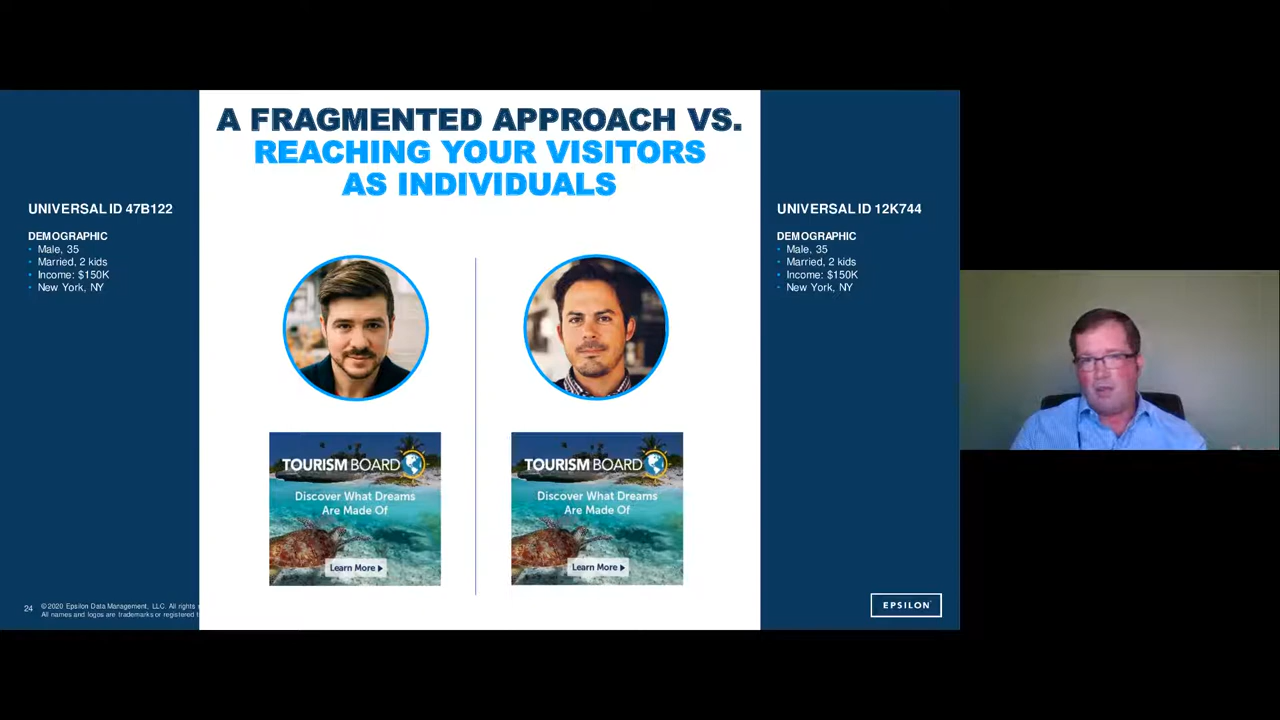 A FRAGMENTED APPROACH VS.
REACHING YOUR VISITORS
AS INDIVIDUALS
UNIVERSAL ID 47B122
DEMOGRAPHIC
• Male, 35
• Married, 2 kids
• Income: $150K
• New York, NY
UNIVERSAL ID 12K744
DEMOGRAPHIC
• Male, 35
• Married, 2 kids
• Income: $150K
• New York, NY
TOURISM BOARD
Discover What Dreams
Are Made Of
Learn More
TOURISM BOARD
Discover What Dreams
Are Made Of
Learn More
24
© 2020 Epsilon Data Management, LLC. All rights
All names and logos are trademarks or registered
EPSILON